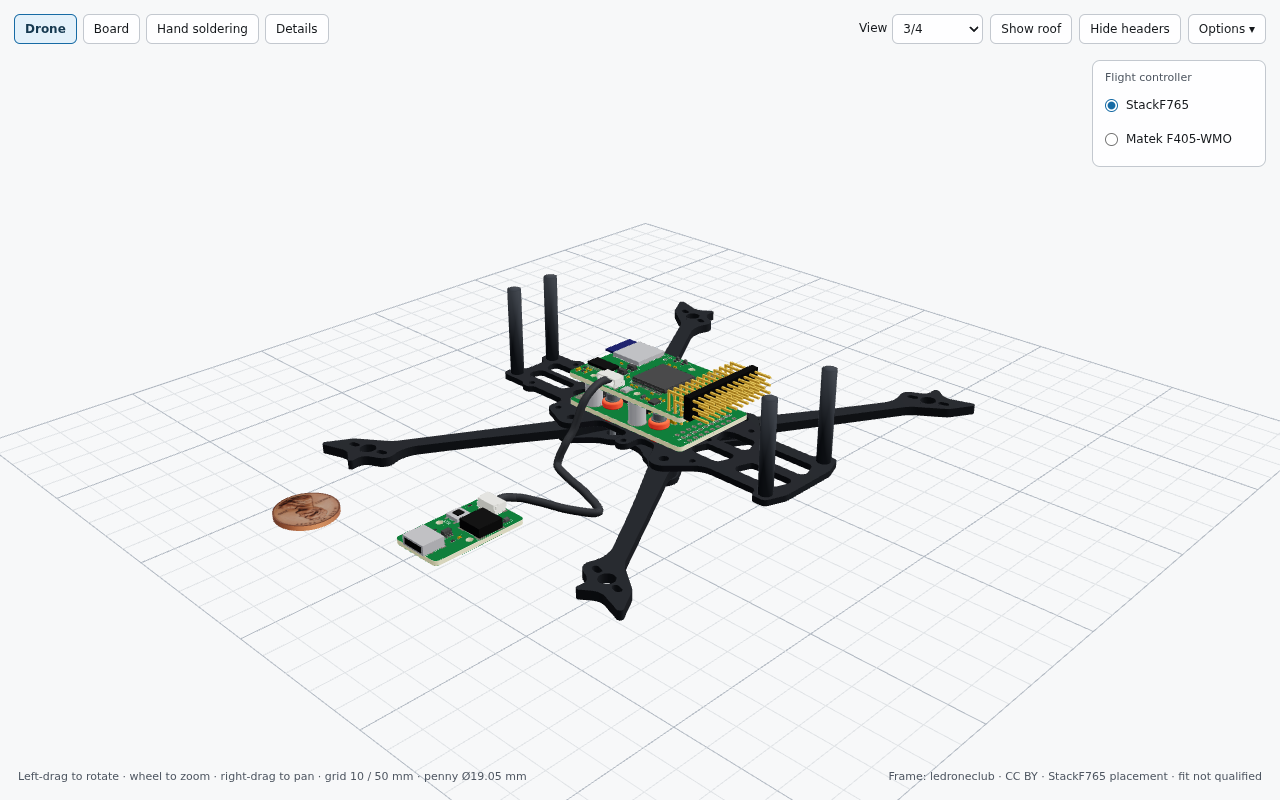 Drone
Board
Hand soldering
Details
View
3/4
Show roof
Hide headers
Options ▾
Flight controller
StackF765
Matek F405-WMO
Left-drag to rotate · wheel to zoom · right-drag to pan · grid 10 / 50 mm · penny Ø19.05 mm
Frame: ledroneclub · CC BY · StackF765 placement · fit not qualified